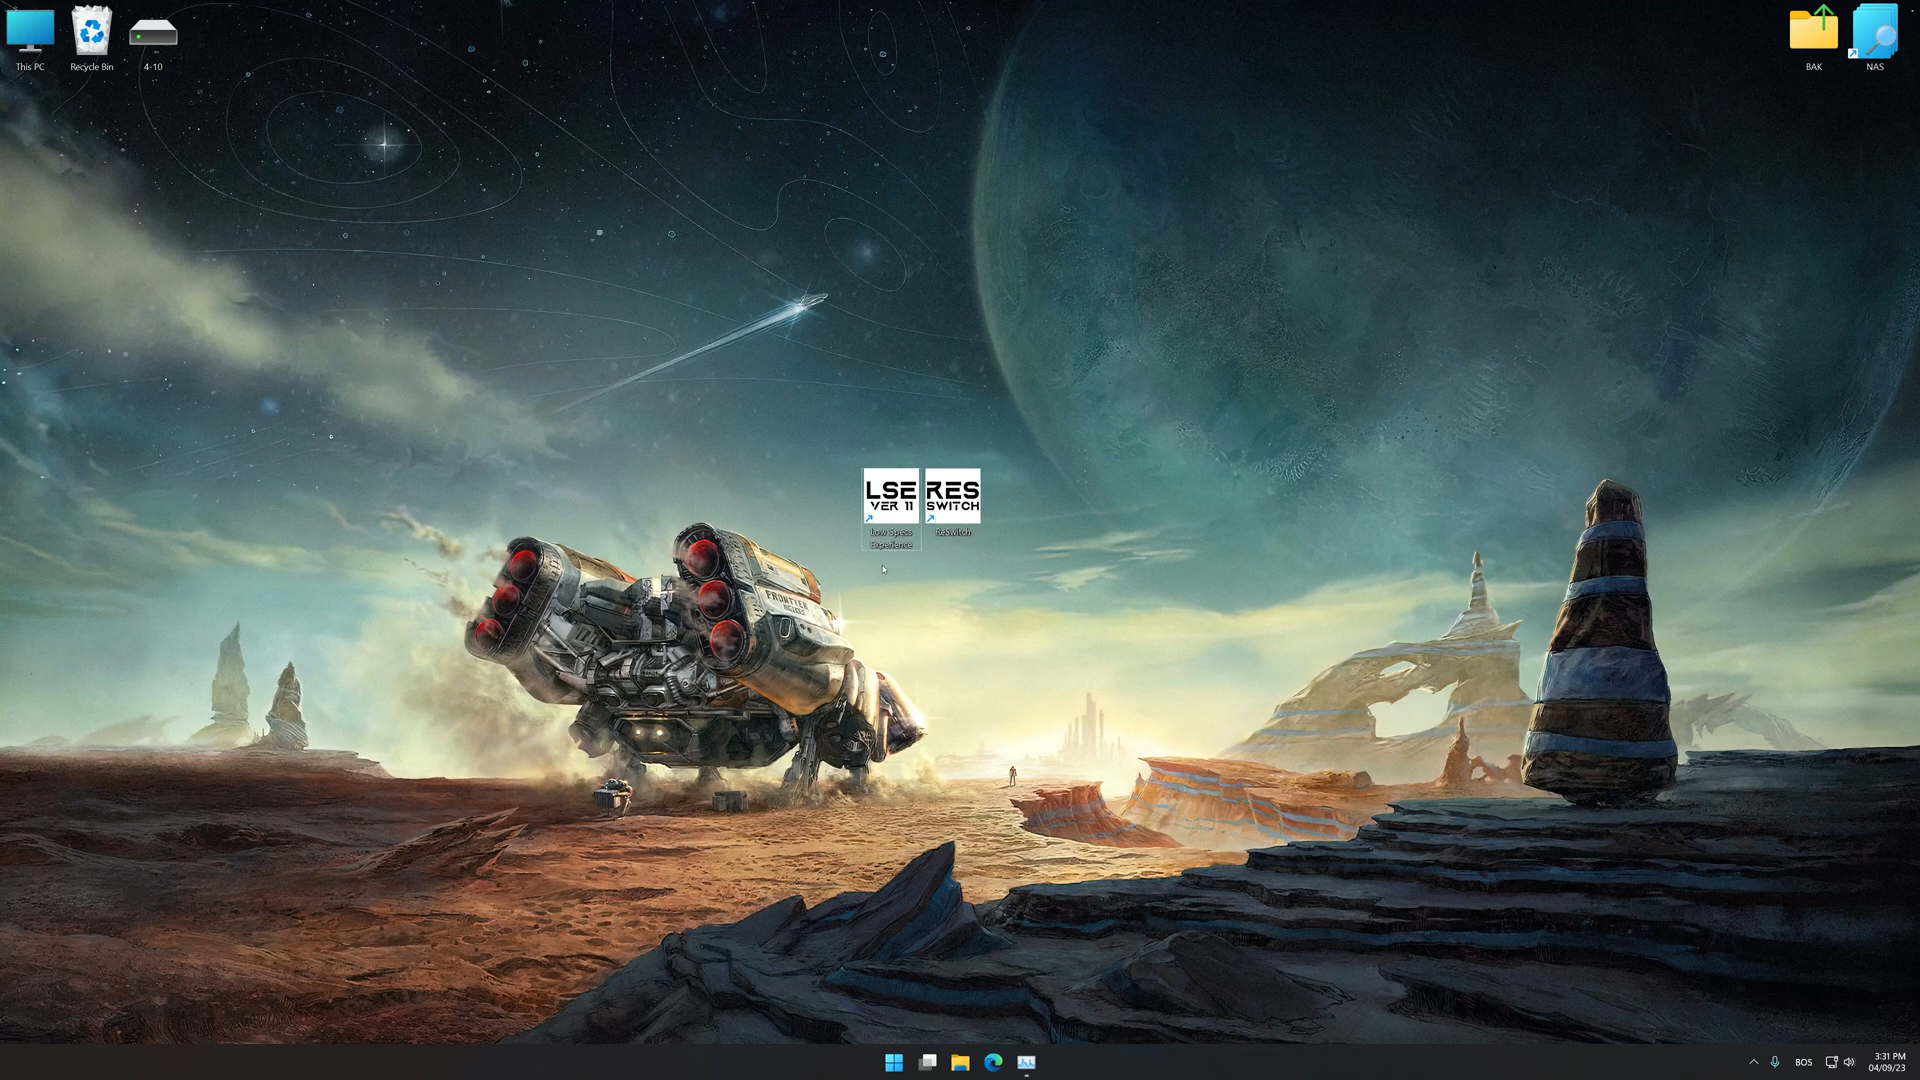 This PC
Recycle Bin
4-10
BAK
NAS
LSE
VER 11
RES
SWITCH
Low Specs
Experience
ReSwitch
FRONTIER
BOS
3:31 PM
04/09/23